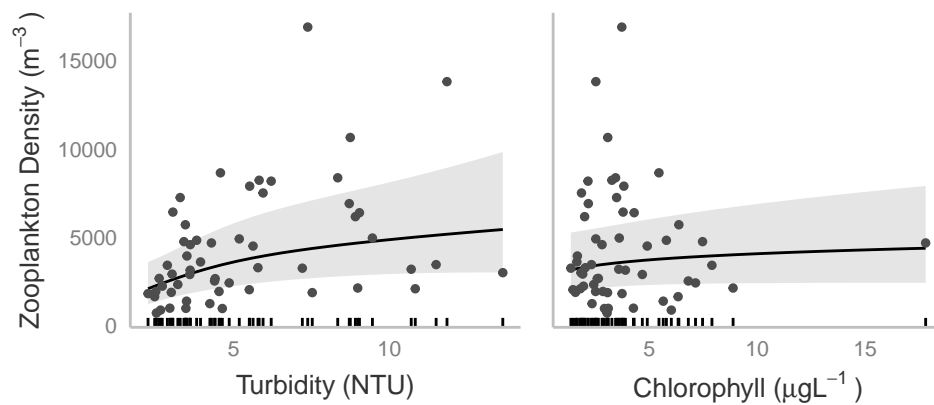 Zooplankton Density (m⁻³)
15000
10000
5000
0
5 10
5 10 15
Turbidity (NTU)
Chlorophyll (μgL⁻¹ )